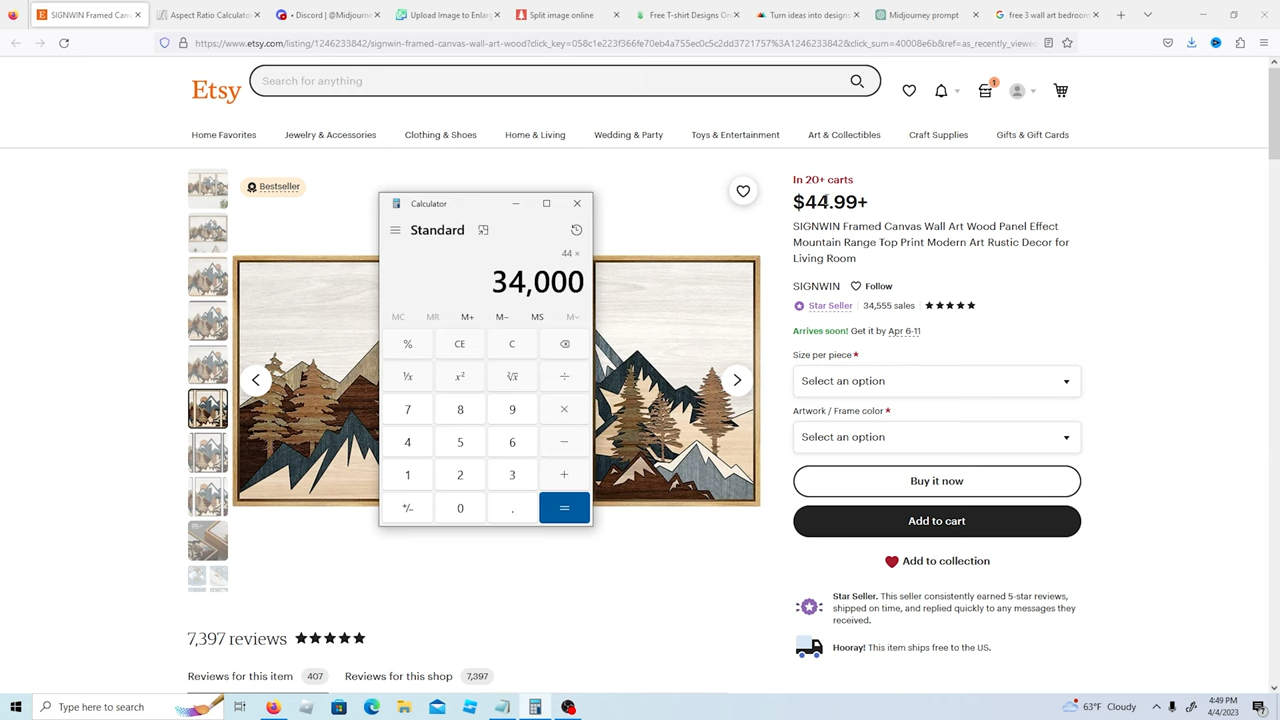 SIGNWIN Framed Can
Aspect Ratio Calculator
Discord | @Midjourne
Upload Image to Enlarg
Split image online
Free T-shirt Designs On
Turn ideas into designs
Midjourney prompt
free 3 wall art bedroom
https://www.etsy.com/listing/1246233842/signwin-framed-canvas-wall-art-wood?click_key=058c1e223f366fe70eb4a755ec0c5c2dd3721757%3A1246233842&click_sum=40008e6b&ref=as_recently_viewed
Etsy
Search for anything
1
Home Favorites
Jewelry & Accessories
Clothing & Shoes
Home & Living
Wedding & Party
Toys & Entertainment
Art & Collectibles
Craft Supplies
Gifts & Gift Cards
Bestseller
Calculator
Standard
44 ×
34,000
MC MR M+ M− MS M
% CE C
¹/x x² ²√x ÷
7 8 9 ×
4 5 6 −
1 2 3 +
+/− 0 . =
In 20+ carts
$44.99+
SIGNWIN Framed Canvas Wall Art Wood Panel Effect
Mountain Range Top Print Modern Art Rustic Decor for
Living Room
SIGNWIN Follow
Star Seller 34,555 sales ★★★★★
Arrives soon! Get it by Apr 6-11
Size per piece *
Select an option
Artwork / Frame color *
Select an option
Buy it now
Add to cart
Add to collection
Star Seller. This seller consistently earned 5-star reviews,
shipped on time, and replied quickly to any messages they
received.
Hooray! This item ships free to the US.
7,397 reviews ★★★★★
Reviews for this item 407
Reviews for this shop 7,397
Type here to search
63°F Cloudy
4:49 PM
4/4/2023
7